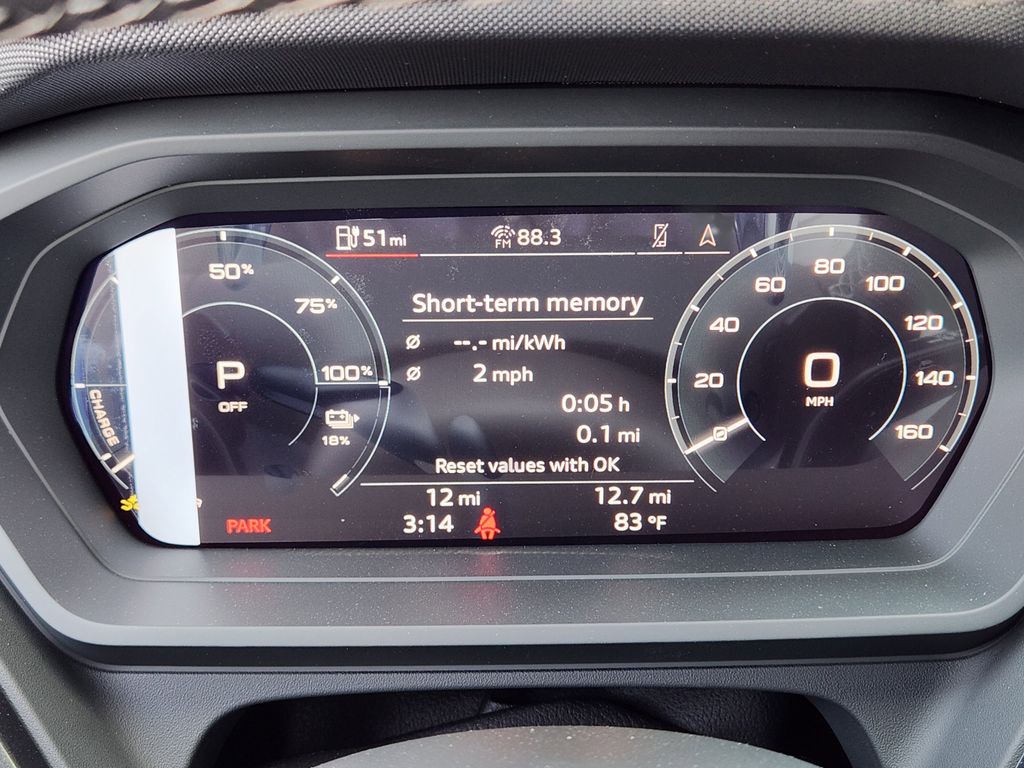 51 mi
FM 88.3
50%
75%
100%
P
OFF
CHARGE
18%
PARK
Short-term memory
Ø --.- mi/kWh
Ø 2 mph
0:05 h
0.1 mi
Reset values with OK
12 mi 12.7 mi
3:14 83 °F
0
20
40
60
80
100
120
140
160
0
MPH